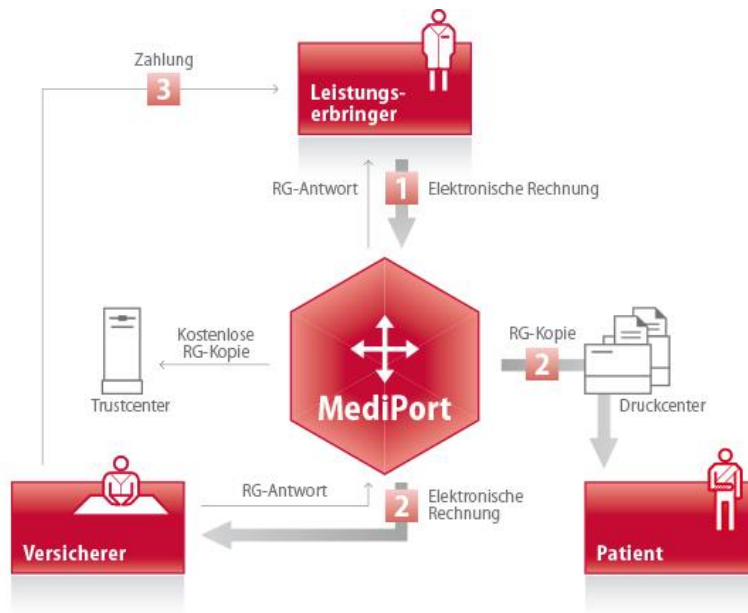 Zahlung
3
Leistungs-
erbringer
RG-Antwort
1
Elektronische Rechnung
Kostenlose
RG-Kopie
Trustcenter
MediPort
RG-Kopie
2
Druckcenter
RG-Antwort
2
Elektronische
Rechnung
Versicherer
Patient